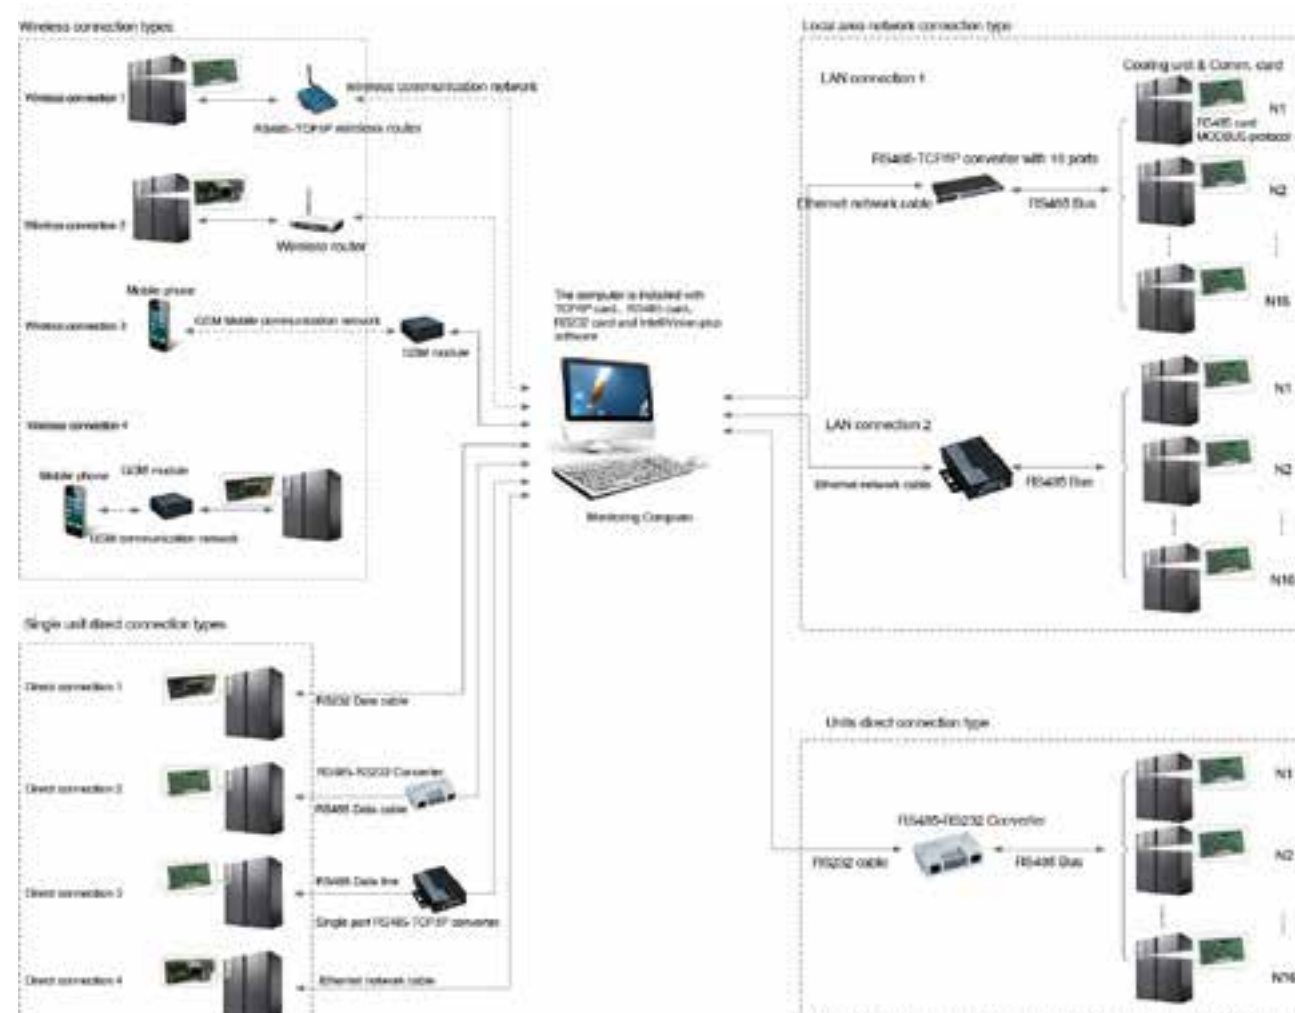 Wireless connection types
Wireless connection 1
wireless communication network
RS485-TCP/IP wireless router
Wireless connection 2
Wireless router
Mobile phone
Wireless connection 3
GSM Mobile communication network
GSM module
Wireless connection 4
Mobile phone
GSM module
GSM communication network
Single unit direct connection types
Direct connection 1
RS232 Data cable
Direct connection 2
RS485-RS232 Converter
RS485 Data cable
Direct connection 3
RS485 Data line
Single port RS485-TCP/IP converter
Direct connection 4
Ethernet network cable
The computer is installed with
TCP/IP card, RS485 card,
RS232 card and
software
Monitoring Computer
Local area network connection type
LAN connection 1
Cooling unit & Comm. card
N1
RS485 card
MODBUS protocol
RS485-TCP/IP converter with 16 ports
Ethernet network cable
RS485 Bus
N2
LAN connection 2
N1
Ethernet network cable
RS485 Bus
N2
N16
Units direct connection type
N1
RS485-RS232 Converter
RS232 cable
RS485 Bus
N2
N16